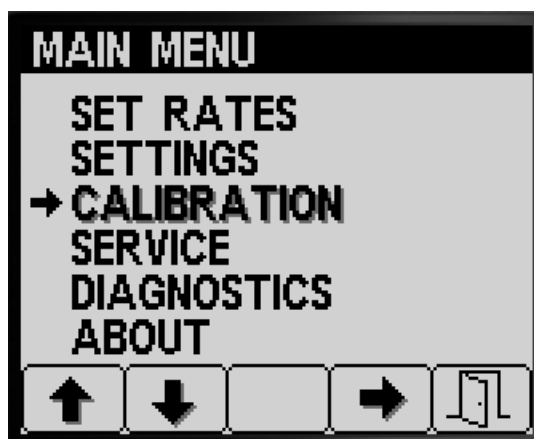 MAIN MENU
SET RATES
SETTINGS
CALIBRATION
SERVICE
DIAGNOSTICS
ABOUT